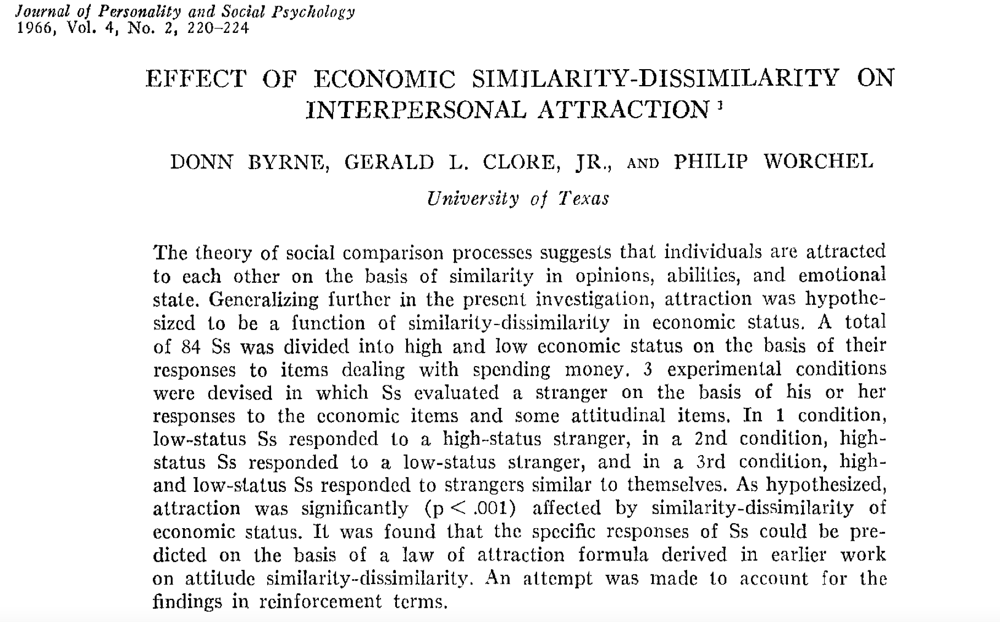 Journal of Personality and Social Psychology
1966, Vol. 4, No. 2, 220–224
EFFECT OF ECONOMIC SIMILARITY-DISSIMILARITY ON
INTERPERSONAL ATTRACTION ¹
DONN BYRNE, GERALD L. CLORE, JR., AND PHILIP WORCHEL
University of Texas
The theory of social comparison processes suggests that individuals are attracted
to each other on the basis of similarity in opinions, abilities, and emotional
state. Generalizing further in the present investigation, attraction was hypothe-
sized to be a function of similarity-dissimilarity in economic status. A total
of 84 Ss was divided into high and low economic status on the basis of their
responses to items dealing with spending money. 3 experimental conditions
were devised in which Ss evaluated a stranger on the basis of his or her
responses to the economic items and some attitudinal items. In 1 condition,
low-status Ss responded to a high-status stranger, in a 2nd condition, high-
status Ss responded to a low-status stranger, and in a 3rd condition, high-
and low-status Ss responded to strangers similar to themselves. As hypothesized,
attraction was significantly (p < .001) affected by similarity-dissimilarity of
economic status. It was found that the specific responses of Ss could be pre-
dicted on the basis of a law of attraction formula derived in earlier work
on attitude similarity-dissimilarity. An attempt was made to account for the
findings in reinforcement terms.